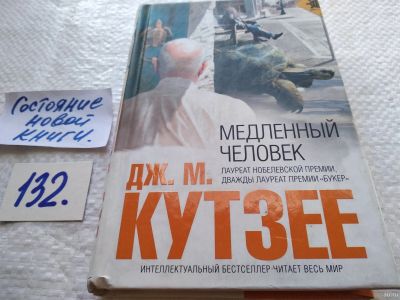 Состояние
новой
книги.
132.
МЕДЛЕННЫЙ
ЧЕЛОВЕК
ЛАУРЕАТ НОБЕЛЕВСКОЙ ПРЕМИИ,
ДВАЖДЫ ЛАУРЕАТ ПРЕМИИ «БУКЕР»
ДЖ. М.
КУТЗЕЕ
ИНТЕЛЛЕКТУАЛЬНЫЙ БЕСТСЕЛЛЕР ЧИТАЕТ ВЕСЬ МИР